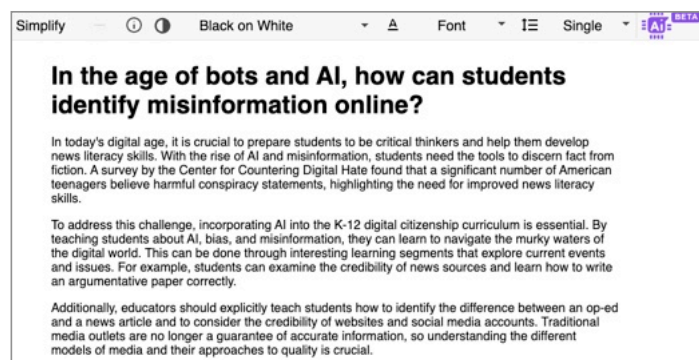 Simplify Black on White A Font Single Ai BETA
In the age of bots and AI, how can students
identify misinformation online?
In today's digital age, it is crucial to prepare students to be critical thinkers and help them develop
news literacy skills. With the rise of AI and misinformation, students need the tools to discern fact from
fiction. A survey by the Center for Countering Digital Hate found that a significant number of American
teenagers believe harmful conspiracy statements, highlighting the need for improved news literacy
skills.
To address this challenge, incorporating AI into the K-12 digital citizenship curriculum is essential. By
teaching students about AI, bias, and misinformation, they can learn to navigate the murky waters of
the digital world. This can be done through interesting learning segments that explore current events
and issues. For example, students can examine the credibility of news sources and learn how to write
an argumentative paper correctly.
Additionally, educators should explicitly teach students how to identify the difference between an op-ed
and a news article and to consider the credibility of websites and social media accounts. Traditional
media outlets are no longer a guarantee of accurate information, so understanding the different
models of media and their approaches to quality is crucial.